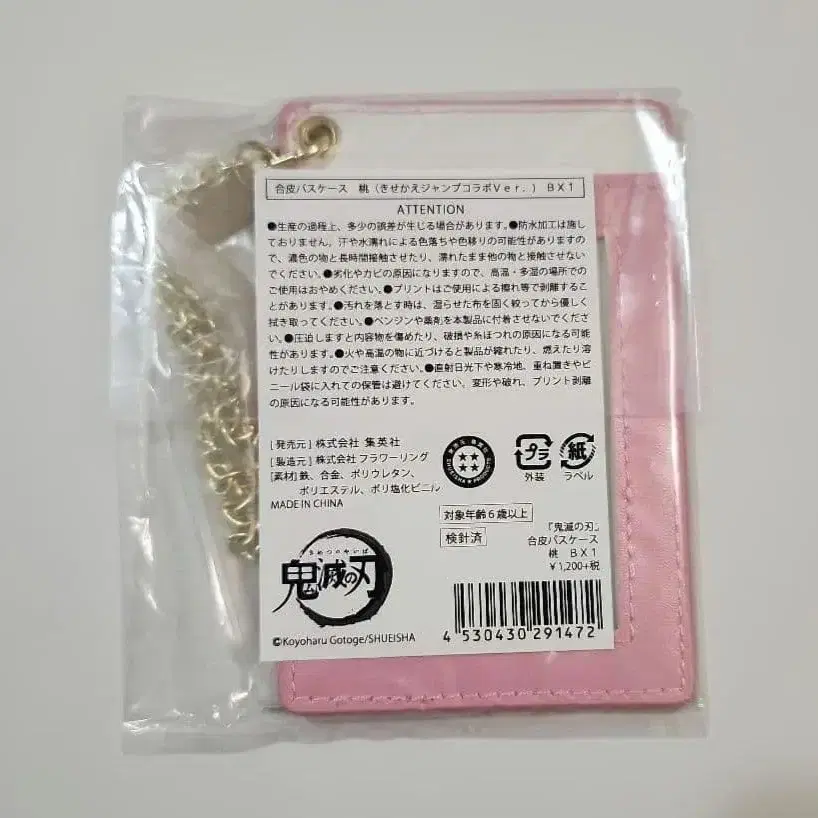 合皮パスケース　桃（きせかえジャンプコラボVer.）　BX1
ATTENTION
●生産の過程上、多少の誤差が生じる場合があります。●防水加工は施し
ておりません。汗や水濡れによる色落ちや色移りの可能性がありますの
で、濃色の物と長時間接触させたり、濡れたまま他の物と接触させない
でください。●劣化やカビの原因になりますので、高温・多湿の場所での
ご使用はおやめください。●プリントはご使用による擦れ等で剥離するこ
とがあります。●汚れを落とす時は、湿らせた布を固く絞ってから優しく
拭き取ってください。●ベンジンや薬剤を本製品に付着させないでくださ
い。●圧迫しますと内容物を傷めたり、破損や糸ほつれの原因になる可能
性があります。●火や高温の物に近づけると製品が縮れたり、燃えたり溶
けたりしますのでご注意ください。●直射日光下や寒冷地、重ね置きやビ
ニール袋に入れての保管は避けてください。変形や破れ、プリント剥離
の原因になる可能性があります。
[発売元] 株式会社 集英社
[製造元] 株式会社 フラワーリング
[素材] 鉄、合金、ポリウレタン、
ポリエステル、ポリ塩化ビニル
MADE IN CHINA
プラ
外装
紙
ラベル
対象年齢６歳以上
検針済
『鬼滅の刃』
合皮パスケース
桃　BX1
￥1,200+税
きめつのやいば
鬼滅の刃
©Koyoharu Gotoge/SHUEISHA
4 530430 291472